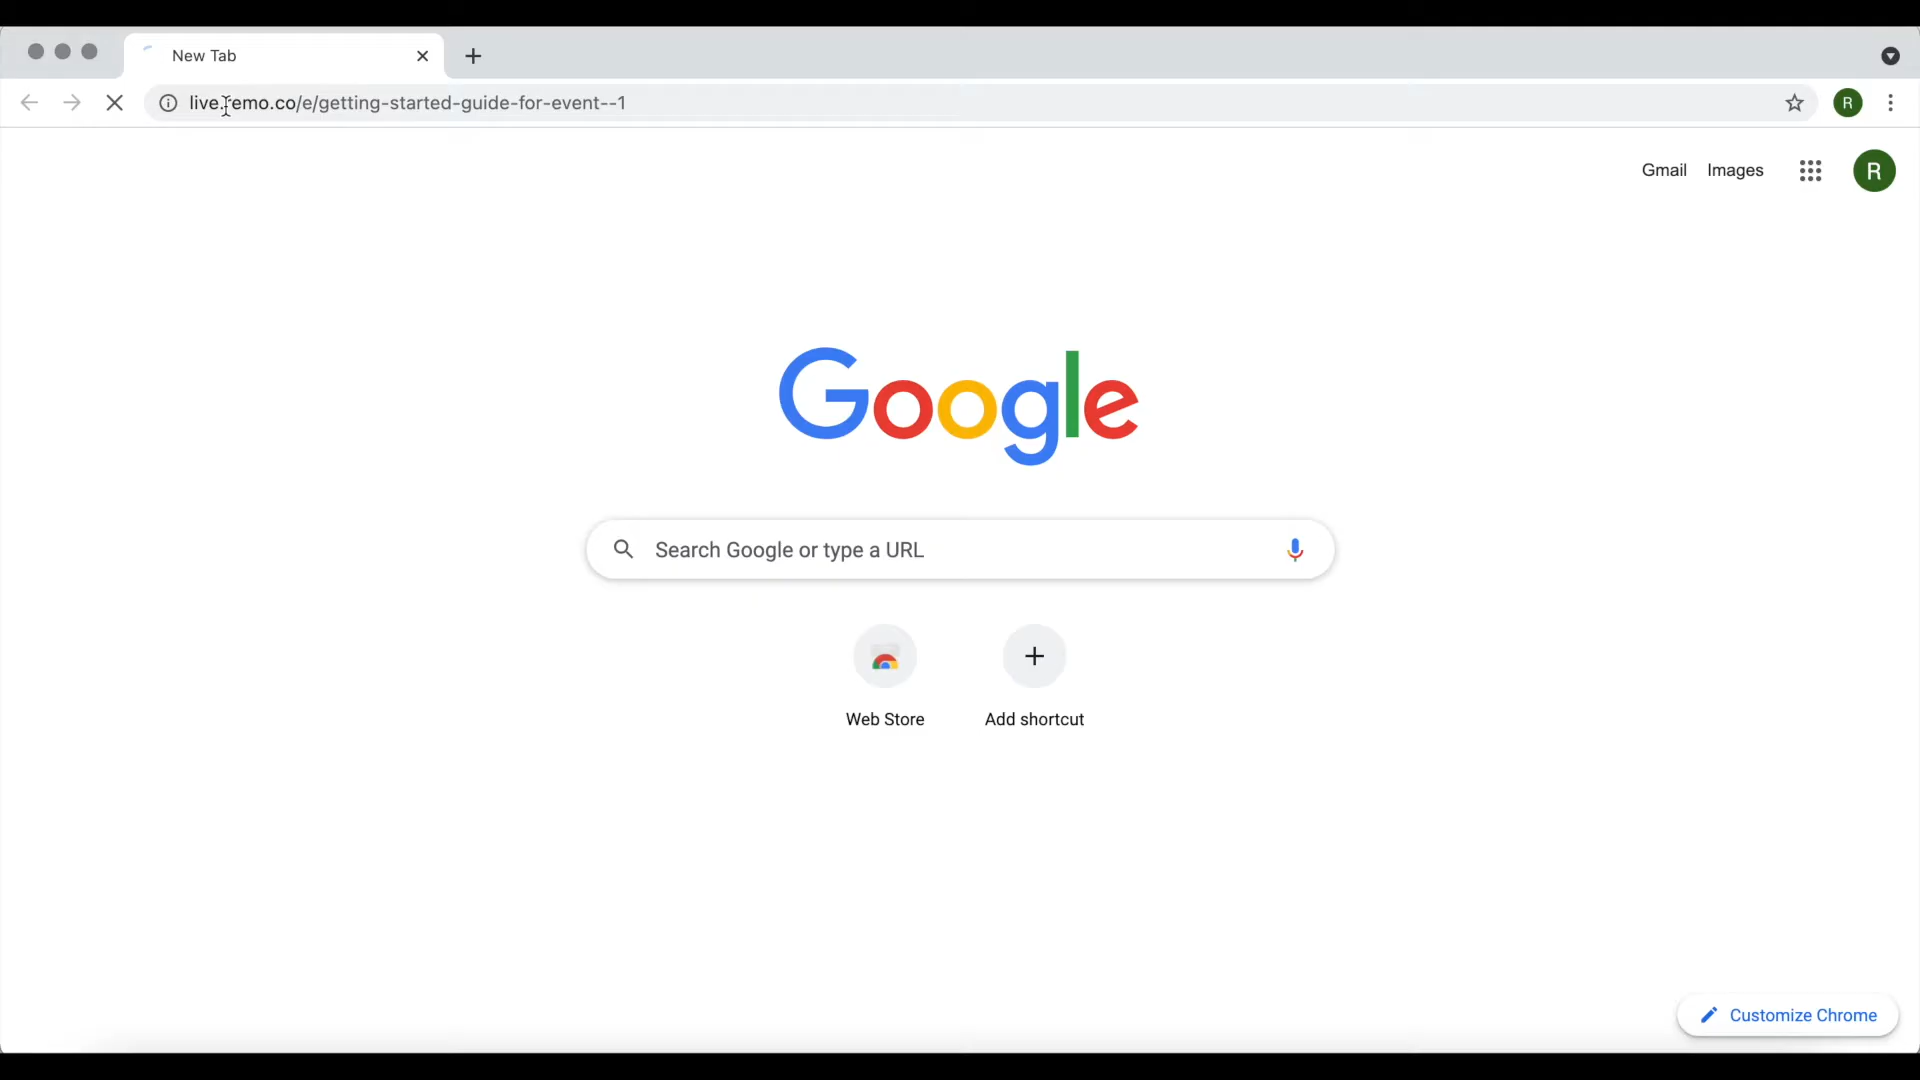 New Tab
live.remo.co/e/getting-started-guide-for-event--1
R
Gmail
Images
R
Google
Search Google or type a URL
Web Store
Add shortcut
Customize Chrome